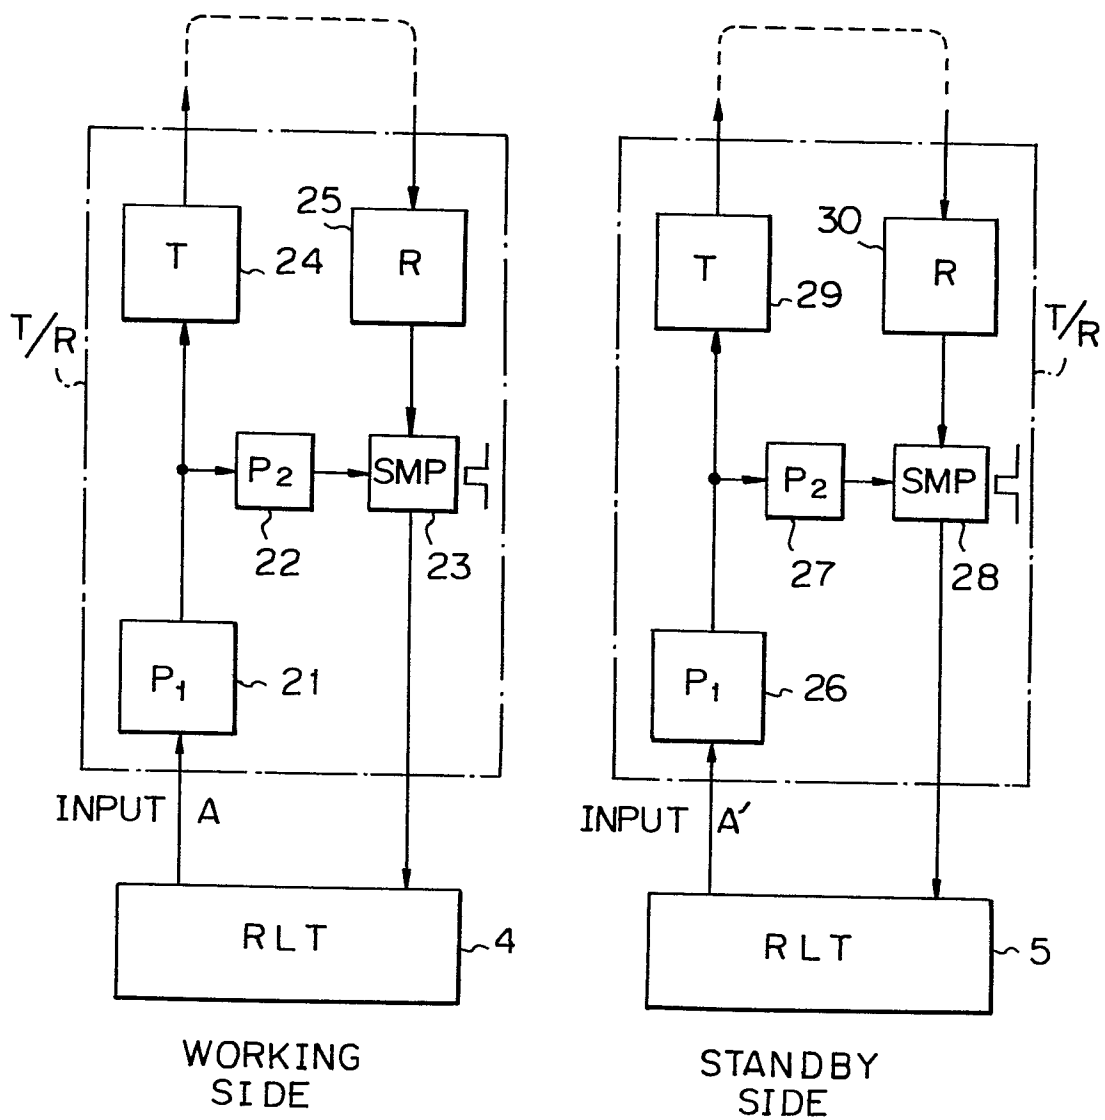 T
24
25
R
T/R
P2
22
SMP
23
P1
21
INPUT A
RLT
4
WORKING
SIDE
T
29
30
R
T/R
P2
27
SMP
28
P1
26
INPUT A′
RLT
5
STANDBY
SIDE